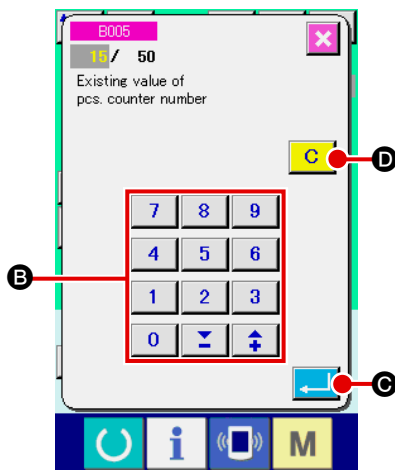 B005
15/ 50
Existing value of
pcs. counter number
C
D
7 8 9
B
4 5 6
1 2 3
0 − +
C
i M